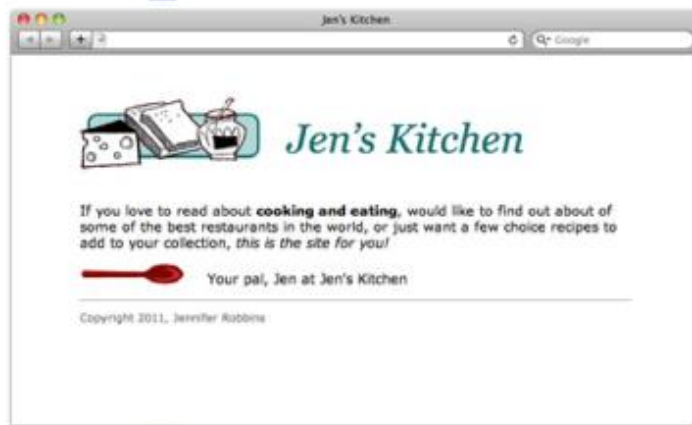 Jen's Kitchen
Google
Jen's Kitchen
If you love to read about cooking and eating, would like to find out about of
some of the best restaurants in the world, or just want a few choice recipes to
add to your collection, this is the site for you!
Your pal, Jen at Jen's Kitchen
Copyright 2011, Jennifer Robbins